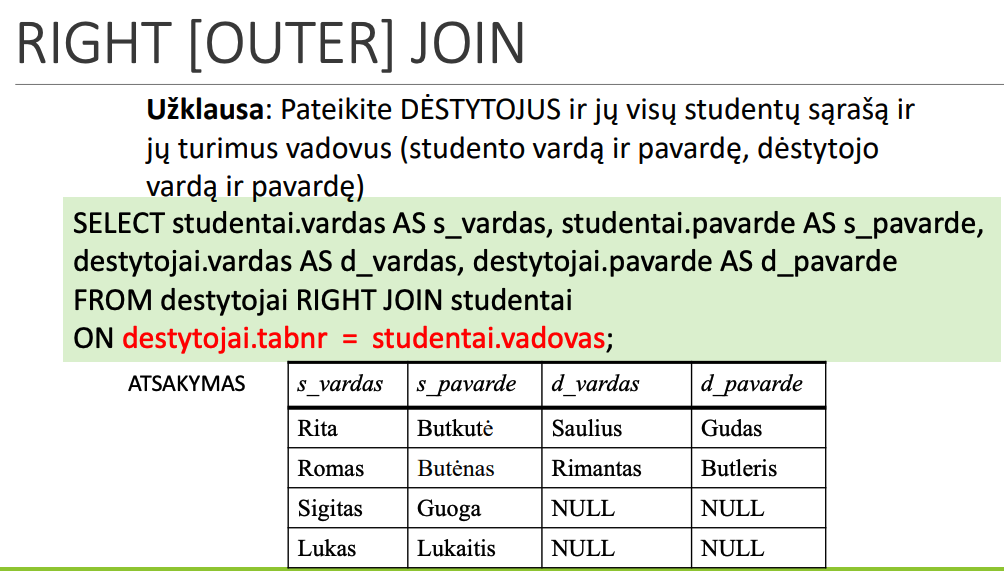 RIGHT [OUTER] JOIN
Užklausa: Pateikite DĖSTYTOJUS ir jų visų studentų sąrašą ir
jų turimus vadovus (studento vardą ir pavardę, dėstytojo
vardą ir pavardę)
SELECT studentai.vardas AS s_vardas, studentai.pavarde AS s_pavarde,
destytojai.vardas AS d_vardas, destytojai.pavarde AS d_pavarde
FROM destytojai RIGHT JOIN studentai
ON destytojai.tabnr = studentai.vadovas;
ATSAKYMAS
s_vardas s_pavarde d_vardas d_pavarde
Rita Butkutė Saulius Gudas
Romas Butėnas Rimantas Butleris
Sigitas Guoga NULL NULL
Lukas Lukaitis NULL NULL